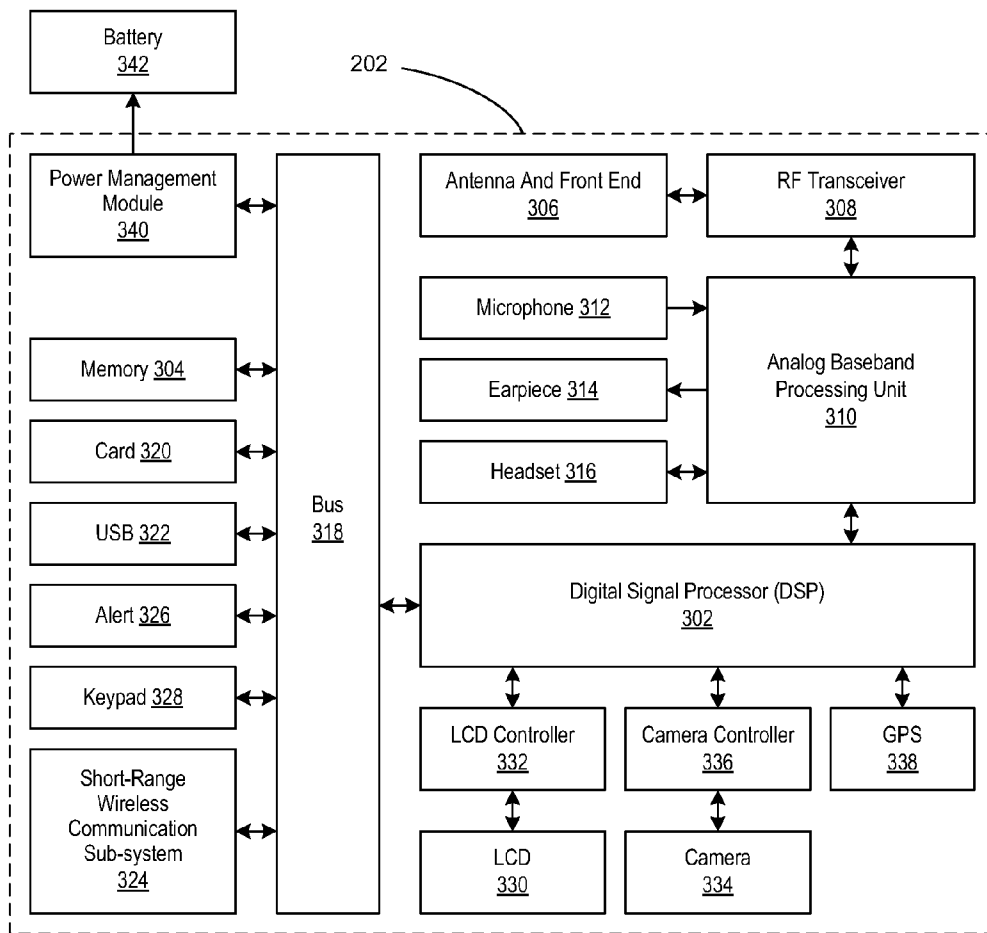 Battery
342
202
Power Management
Module
340
Antenna And Front End
306
RF Transceiver
308
Microphone 312
Analog Baseband
Processing Unit
310
Memory 304
Earpiece 314
Card 320
Headset 316
Bus
318
USB 322
Digital Signal Processor (DSP)
302
Alert 326
Keypad 328
LCD Controller
332
Camera Controller
336
GPS
338
Short-Range
Wireless
Communication
Sub-system
324
LCD
330
Camera
334